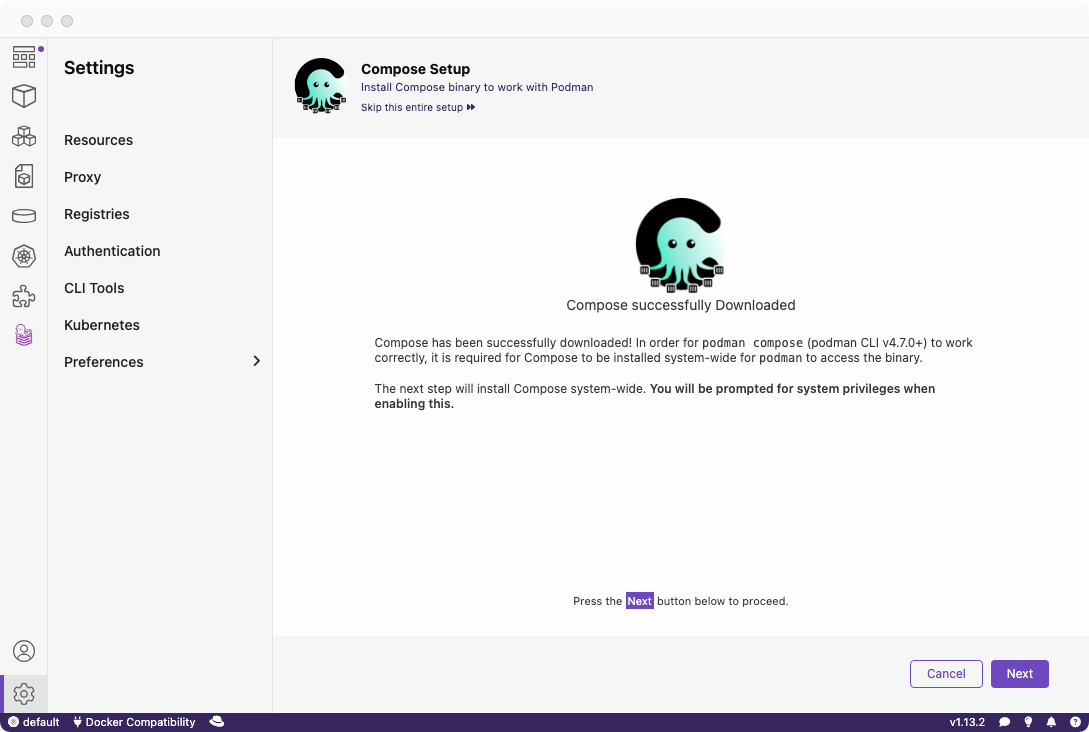 Settings
Resources
Proxy
Registries
Authentication
CLI Tools
Kubernetes
Preferences
Compose Setup
Install Compose binary to work with Podman
Skip this entire setup
Compose successfully Downloaded
Compose has been successfully downloaded! In order for podman compose (podman CLI v4.7.0+) to work
correctly, it is required for Compose to be installed system-wide for podman to access the binary.
The next step will install Compose system-wide. You will be prompted for system privileges when
enabling this.
Press the Next button below to proceed.
Cancel
Next
default
Docker Compatibility
v1.13.2